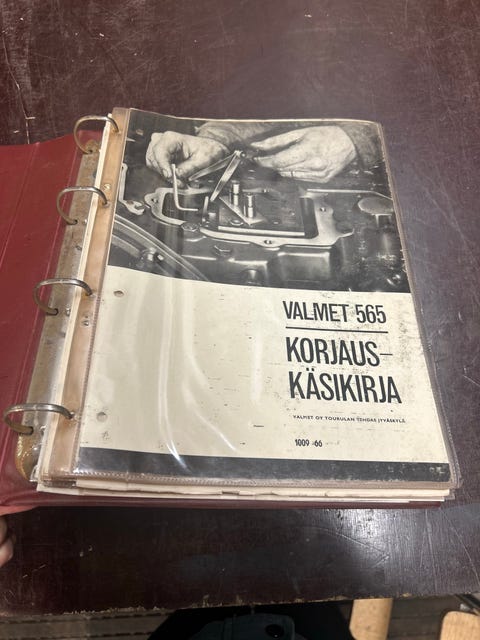 VALMET 565
KORJAUS-
KÄSIKIRJA
VALMET OY TOURULAN TEHDAS JYVÄSKYLÄ
1009 66